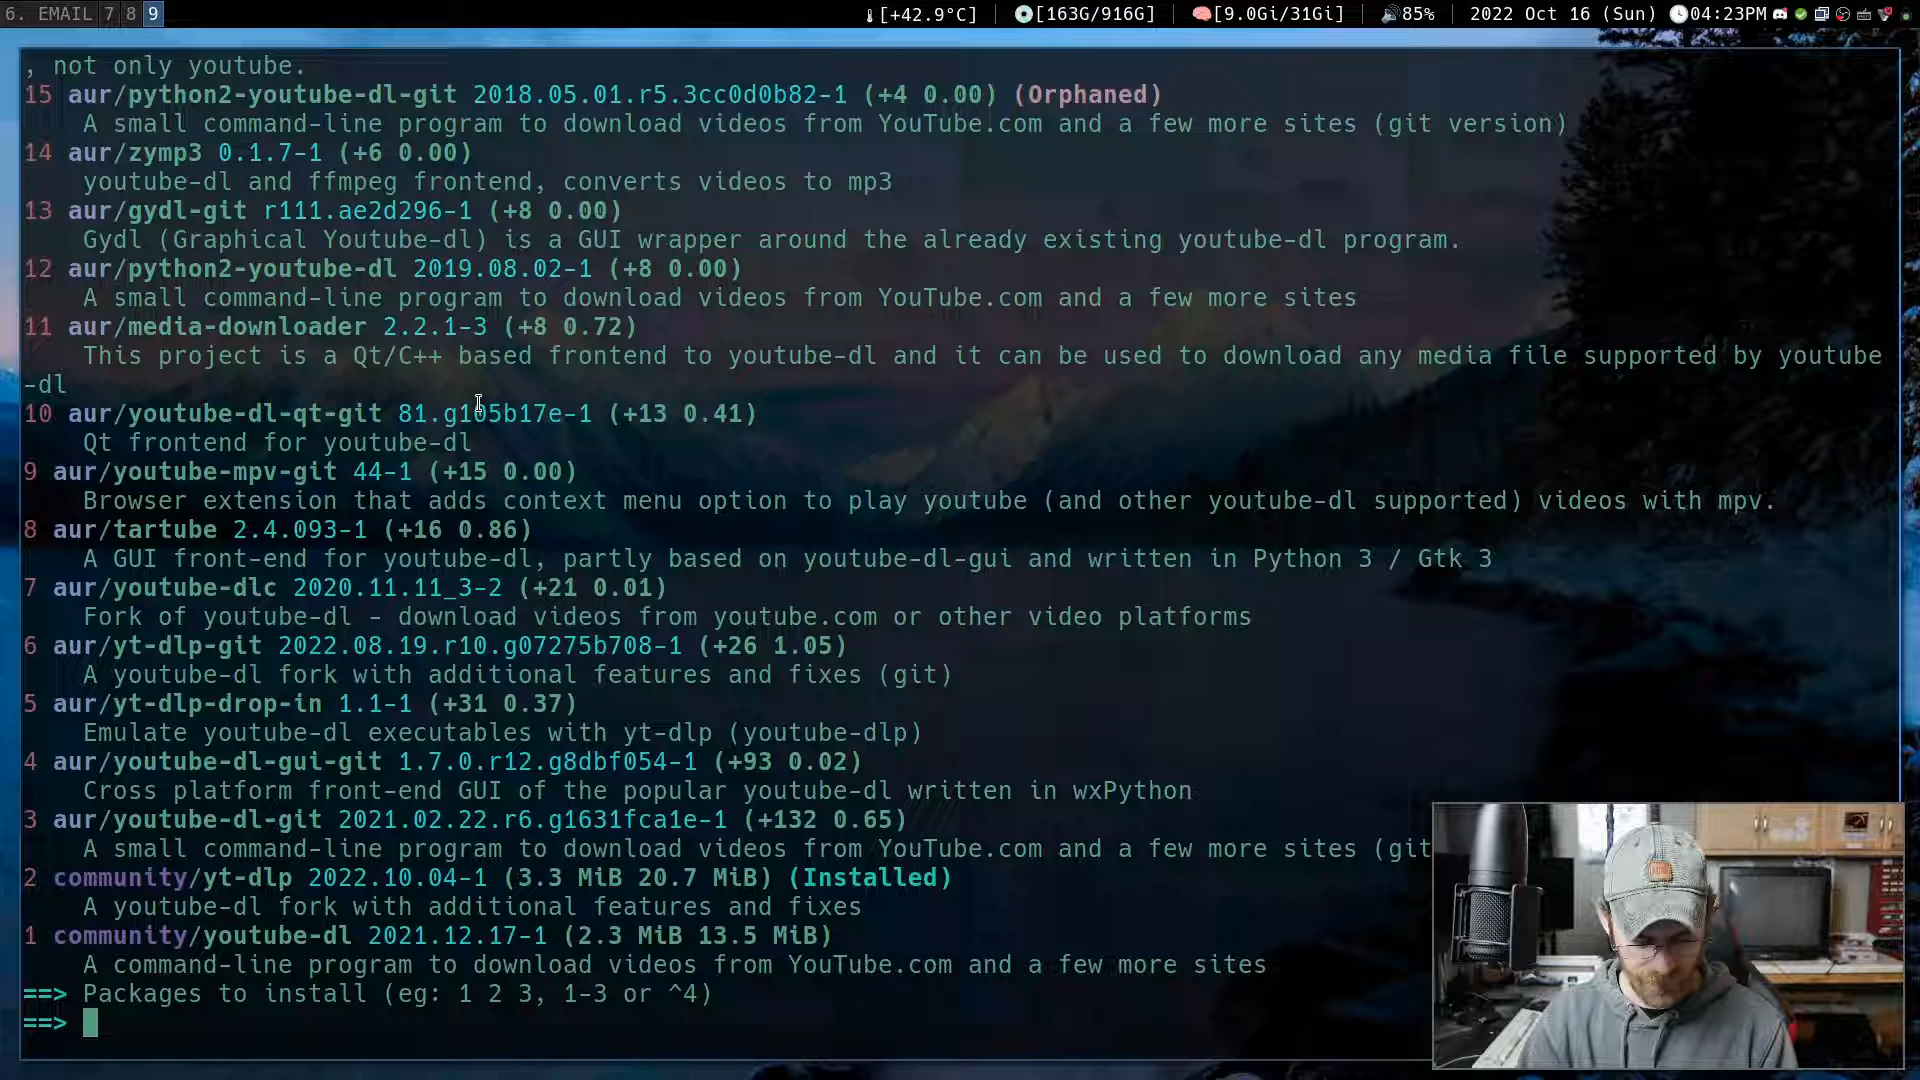 6. EMAIL 7 8 9 [+42.9°C] [163G/916G] [9.0Gi/31Gi] 85% 2022 Oct 16 (Sun) 04:23PM
, not only youtube.
15 aur/python2-youtube-dl-git 2018.05.01.r5.3cc0d0b82-1 (+4 0.00) (Orphaned)
A small command-line program to download videos from YouTube.com and a few more sites (git version)
14 aur/zymp3 0.1.7-1 (+6 0.00)
youtube-dl and ffmpeg frontend, converts videos to mp3
13 aur/gydl-git r111.ae2d296-1 (+8 0.00)
Gydl (Graphical Youtube-dl) is a GUI wrapper around the already existing youtube-dl program.
12 aur/python2-youtube-dl 2019.08.02-1 (+8 0.00)
A small command-line program to download videos from YouTube.com and a few more sites
11 aur/media-downloader 2.2.1-3 (+8 0.72)
This project is a Qt/C++ based frontend to youtube-dl and it can be used to download any media file supported by youtube
-dl
10 aur/youtube-dl-qt-git 81.g105b17e-1 (+13 0.41)
Qt frontend for youtube-dl
9 aur/youtube-mpv-git 44-1 (+15 0.00)
Browser extension that adds context menu option to play youtube (and other youtube-dl supported) videos with mpv.
8 aur/tartube 2.4.093-1 (+16 0.86)
A GUI front-end for youtube-dl, partly based on youtube-dl-gui and written in Python 3 / Gtk 3
7 aur/youtube-dlc 2020.11.11_3-2 (+21 0.01)
Fork of youtube-dl - download videos from youtube.com or other video platforms
6 aur/yt-dlp-git 2022.08.19.r10.g07275b708-1 (+26 1.05)
A youtube-dl fork with additional features and fixes (git)
5 aur/yt-dlp-drop-in 1.1-1 (+31 0.37)
Emulate youtube-dl executables with yt-dlp (youtube-dlp)
4 aur/youtube-dl-gui-git 1.7.0.r12.g8dbf054-1 (+93 0.02)
Cross platform front-end GUI of the popular youtube-dl written in wxPython
3 aur/youtube-dl-git 2021.02.22.r6.g1631fca1e-1 (+132 0.65)
A small command-line program to download videos from YouTube.com and a few more sites (git
2 community/yt-dlp 2022.10.04-1 (3.3 MiB 20.7 MiB) (Installed)
A youtube-dl fork with additional features and fixes
1 community/youtube-dl 2021.12.17-1 (2.3 MiB 13.5 MiB)
A command-line program to download videos from YouTube.com and a few more sites
==> Packages to install (eg: 1 2 3, 1-3 or ^4)
==>